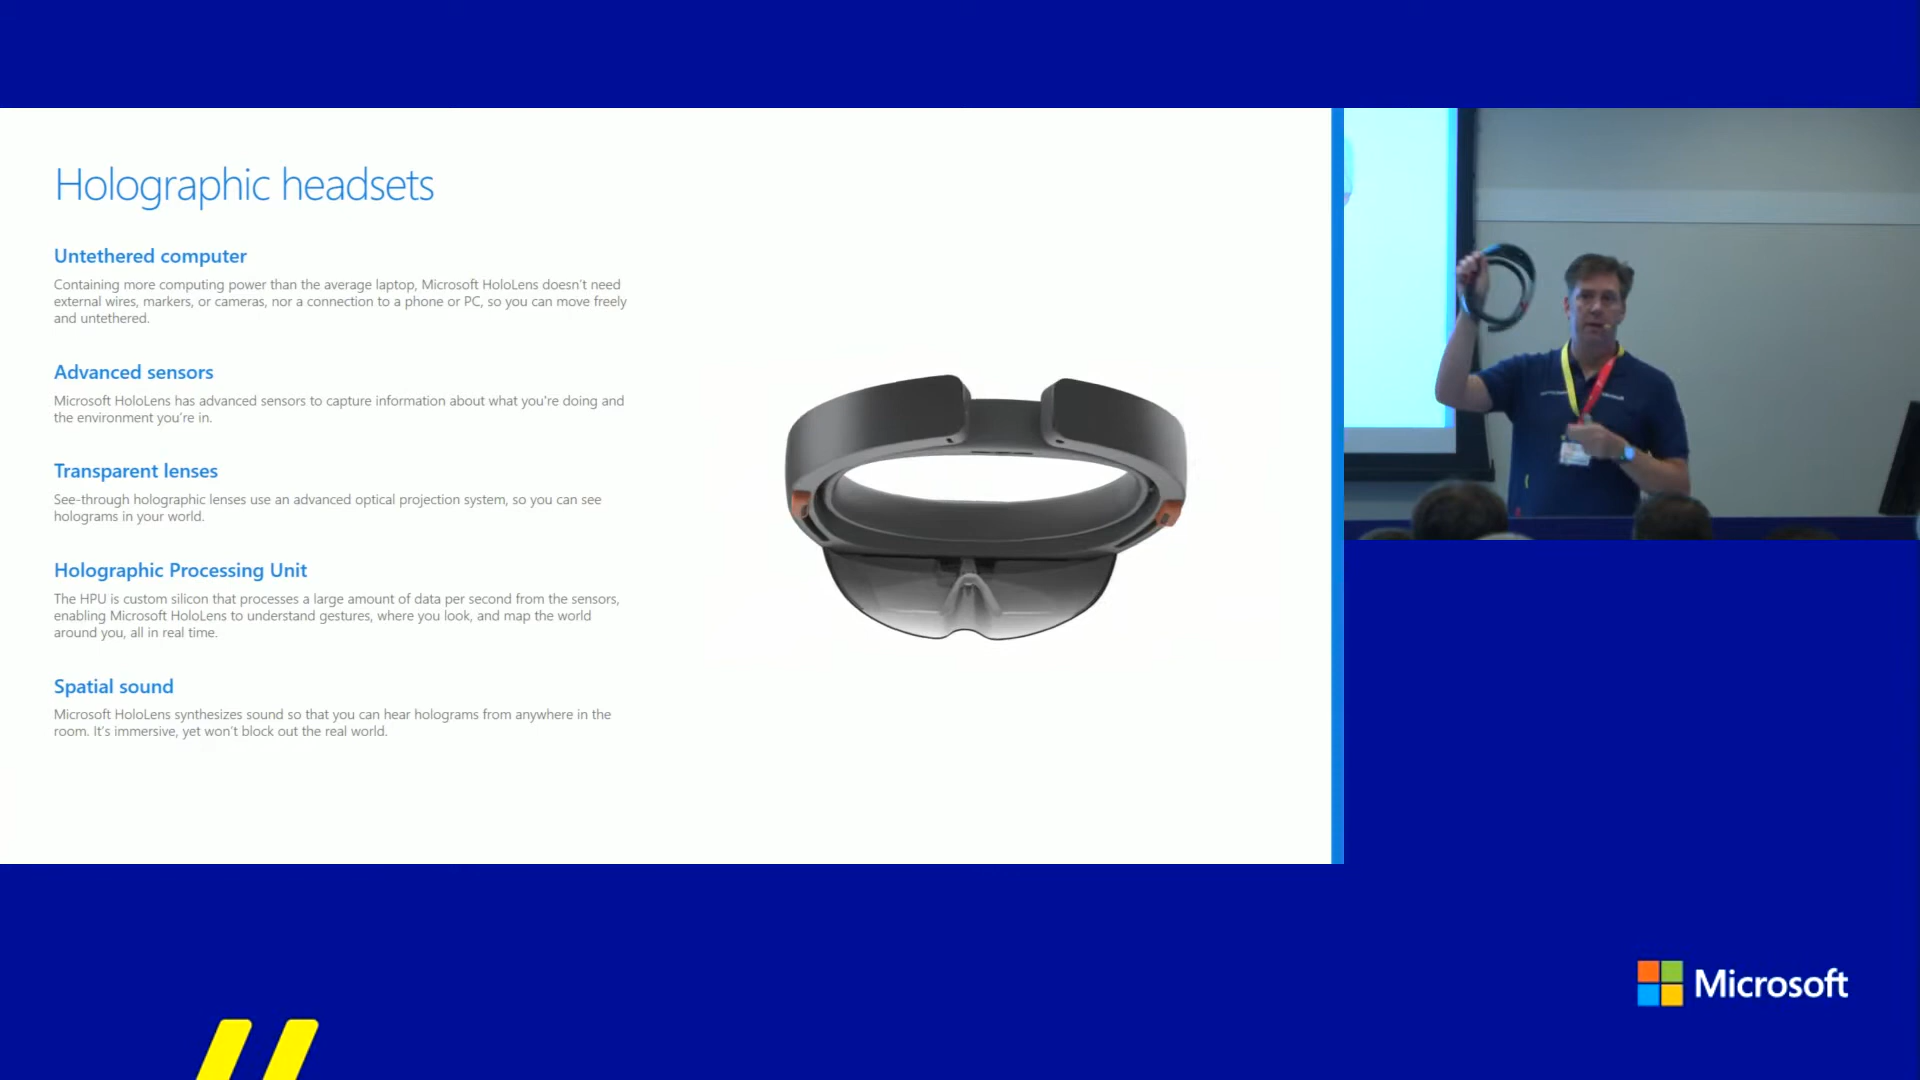 Holographic headsets
Untethered computer
Containing more computing power than the average laptop, Microsoft HoloLens doesn't need
external wires, markers, or cameras, nor a connection to a phone or PC, so you can move freely
and untethered.
Advanced sensors
Microsoft HoloLens has advanced sensors to capture information about what you're doing and
the environment you're in.
Transparent lenses
See-through holographic lenses use an advanced optical projection system, so you can see
holograms in your world.
Holographic Processing Unit
The HPU is custom silicon that processes a large amount of data per second from the sensors,
enabling Microsoft HoloLens to understand gestures, where you look, and map the world
around you, all in real time.
Spatial sound
Microsoft HoloLens synthesizes sound so that you can hear holograms from anywhere in the
room. It's immersive, yet won't block out the real world.
Microsoft